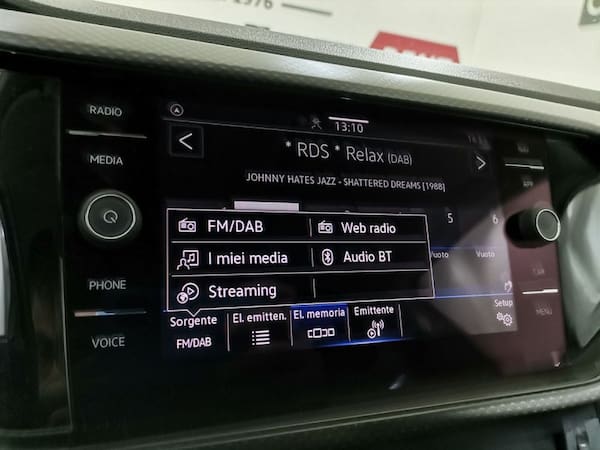 1976
RADIO
13:10
MEDIA
* RDS * Relax (DAB)
JOHNNY HATES JAZZ - SHATTERED DREAMS [1988]
5 6
FM/DAB Web radio
I miei media Audio BT
Vuoto Vuoto
PHONE
Streaming
Sorgente El. emitten. El. memoria Emittente Setup
FM/DAB
MENU
VOICE